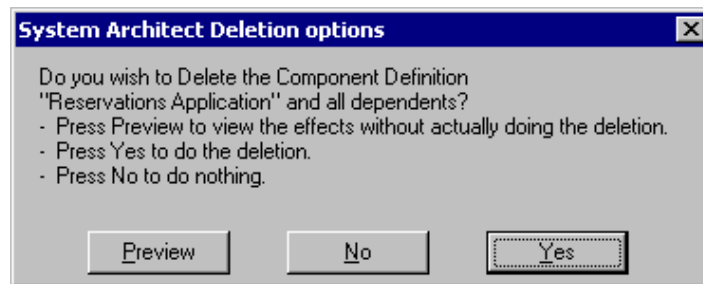 System Architect Deletion options
Do you wish to Delete the Component Definition
"Reservations Application" and all dependents?
- Press Preview to view the effects without actually doing the deletion.
- Press Yes to do the deletion.
- Press No to do nothing.
Preview No Yes